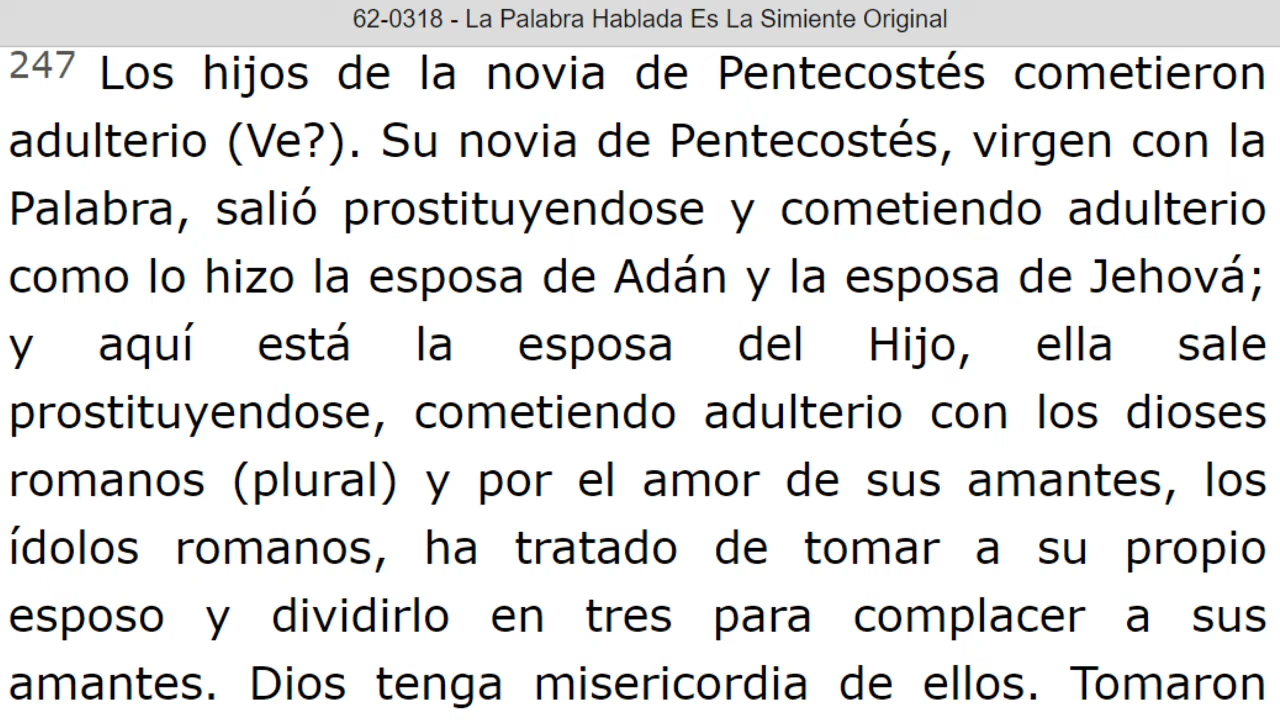 62-0318 - La Palabra Hablada Es La Simiente Original
247 Los hijos de la novia de Pentecostés cometieron
adulterio (Ve?). Su novia de Pentecostés, virgen con la
Palabra, salió prostituyendose y cometiendo adulterio
como lo hizo la esposa de Adán y la esposa de Jehová;
y aquí está la esposa del Hijo, ella sale
prostituyendose, cometiendo adulterio con los dioses
romanos (plural) y por el amor de sus amantes, los
ídolos romanos, ha tratado de tomar a su propio
esposo y dividirlo en tres para complacer a sus
amantes. Dios tenga misericordia de ellos. Tomaron